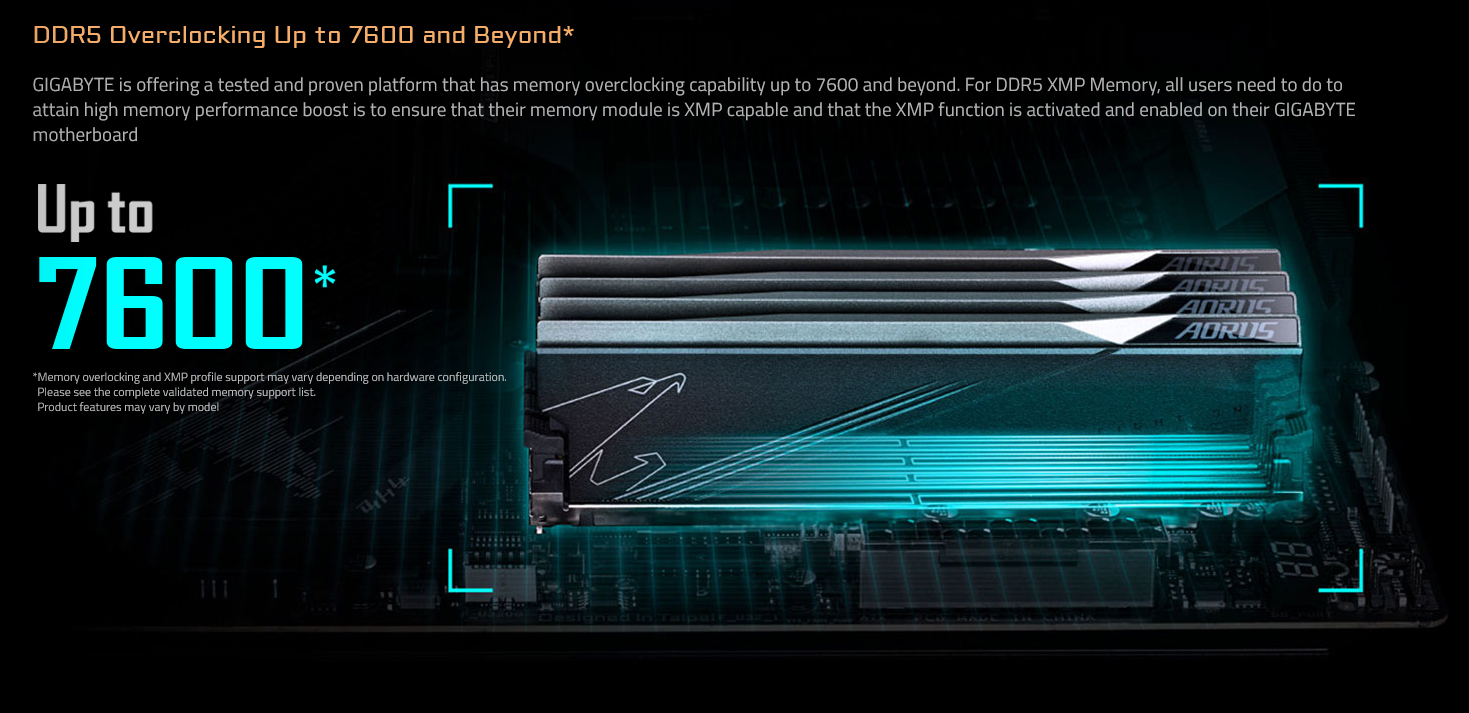 DDR5 Overclocking Up to 7600 and Beyond*
GIGABYTE is offering a tested and proven platform that has memory overclocking capability up to 7600 and beyond. For DDR5 XMP Memory, all users need to do to
attain high memory performance boost is to ensure that their memory module is XMP capable and that the XMP function is activated and enabled on their GIGABYTE
motherboard
Up to
7600*
*Memory overlocking and XMP profile support may vary depending on hardware configuration.
Please see the complete validated memory support list.
Product features may vary by model
AORUS
AORUS
AORUS
AORUS
Designed in Taipei
MADE IN CHINA